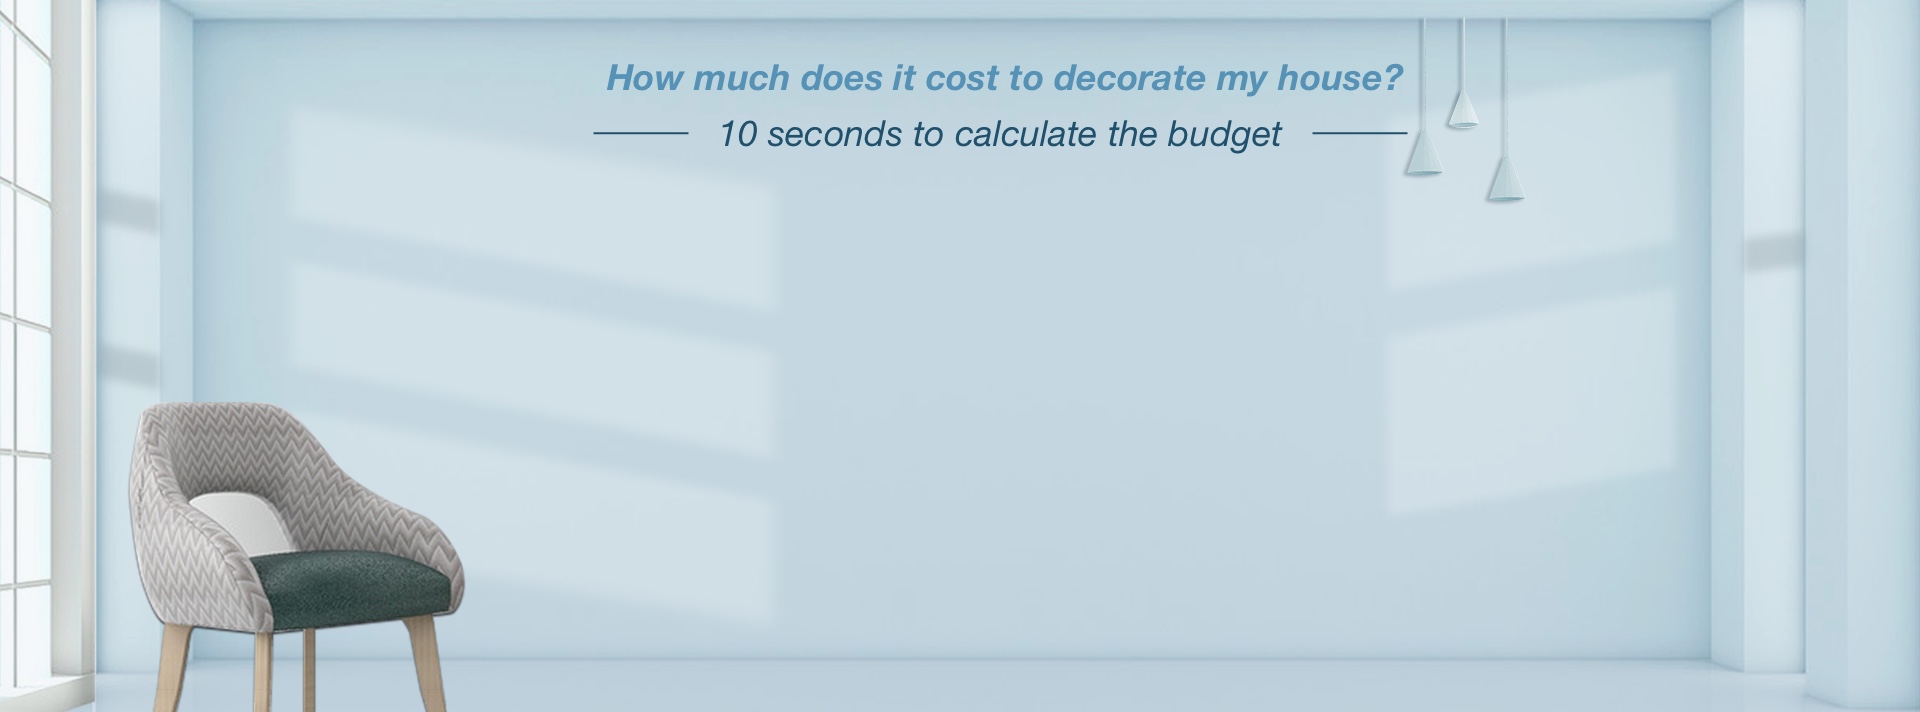 How much does it cost to decorate my house?
10 seconds to calculate the budget